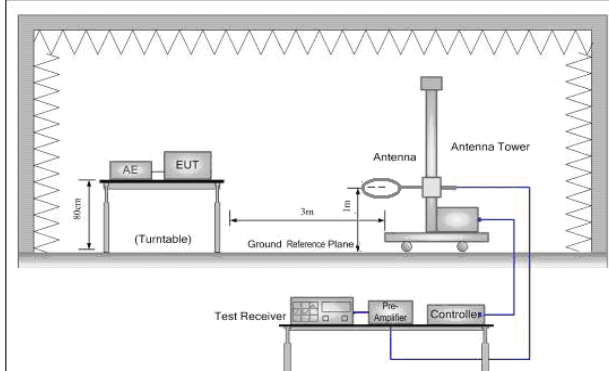 Antenna Tower
Antenna
EUT
AE
80cm
(Turntable)
3m
1m
Ground Reference Plane
Test Receiver
Pre-
Amplifier
Controller